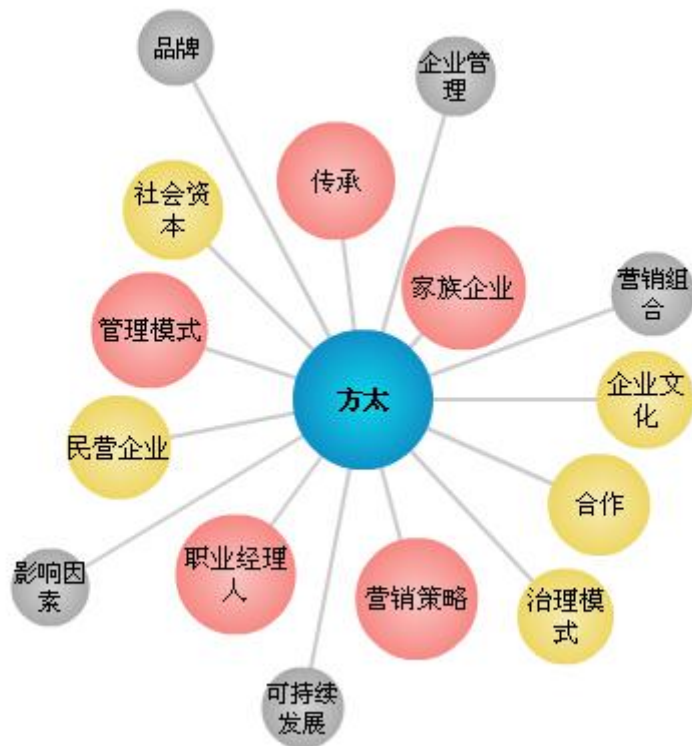 品牌
企业管
理
传承
社会资
本
家族企业
营销组
合
管理模式
方太
企业文
化
民营企业
合作
职业经理
人
影响因
素
营销策略
治理模
式
可持续
发展